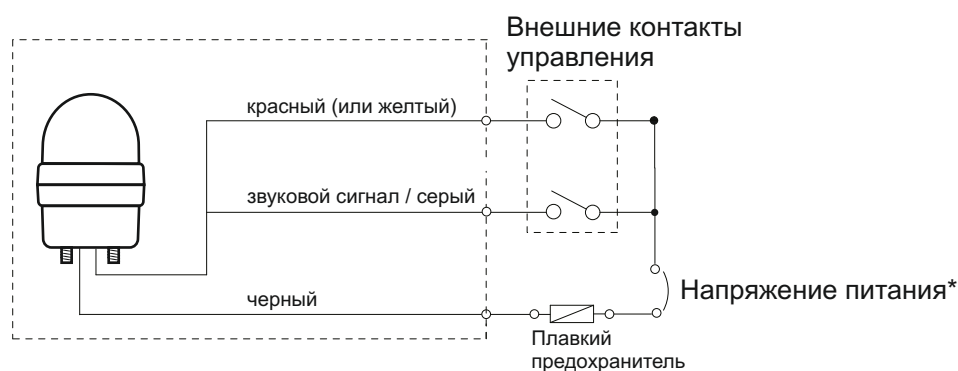 Внешние контакты
управления
красный (или желтый)
звуковой сигнал / серый
черный
Напряжение питания*
Плавкий
предохранитель